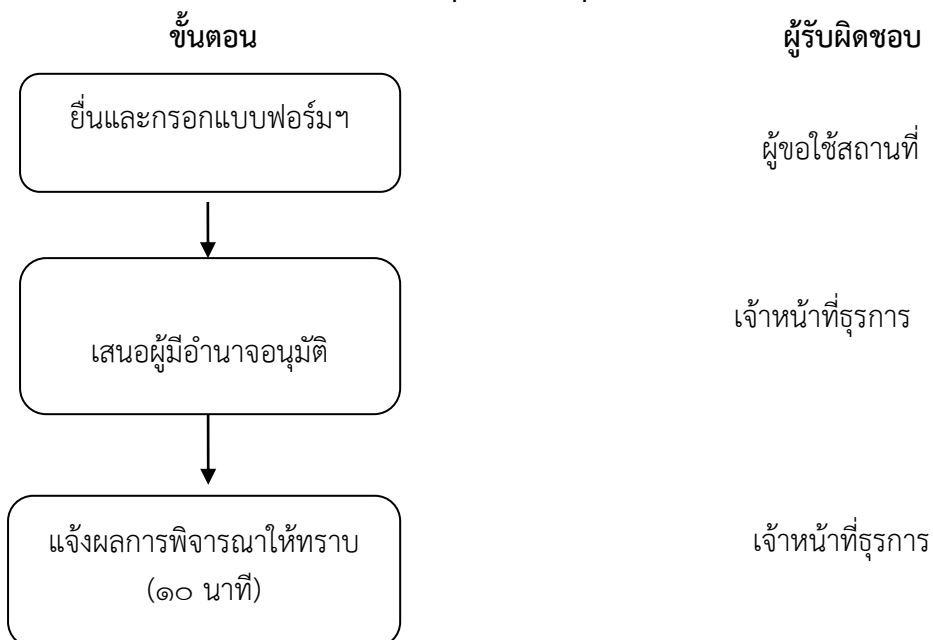 ขั้นตอน ผู้รับผิดชอบ
ยื่นและกรอกแบบฟอร์มฯ
ผู้ขอใช้สถานที่
เสนอผู้มีอำนาจอนุมัติ
เจ้าหน้าที่ธุรการ
แจ้งผลการพิจารณาให้ทราบ
(๑๐ นาที)
เจ้าหน้าที่ธุรการ